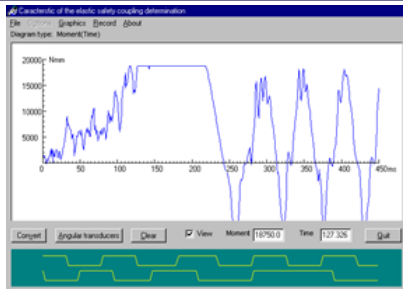 Caracterstic of the elastic safety coupling determination
File Options Graphics Record About
Diagram type: Moment(Time)
20000 Nmm
15000
10000
5000
0 50 100 150 200 250 300 350 400 450ms
Convert Angular transducers Clear View Moment 18750.0 Time 127.326 Quit